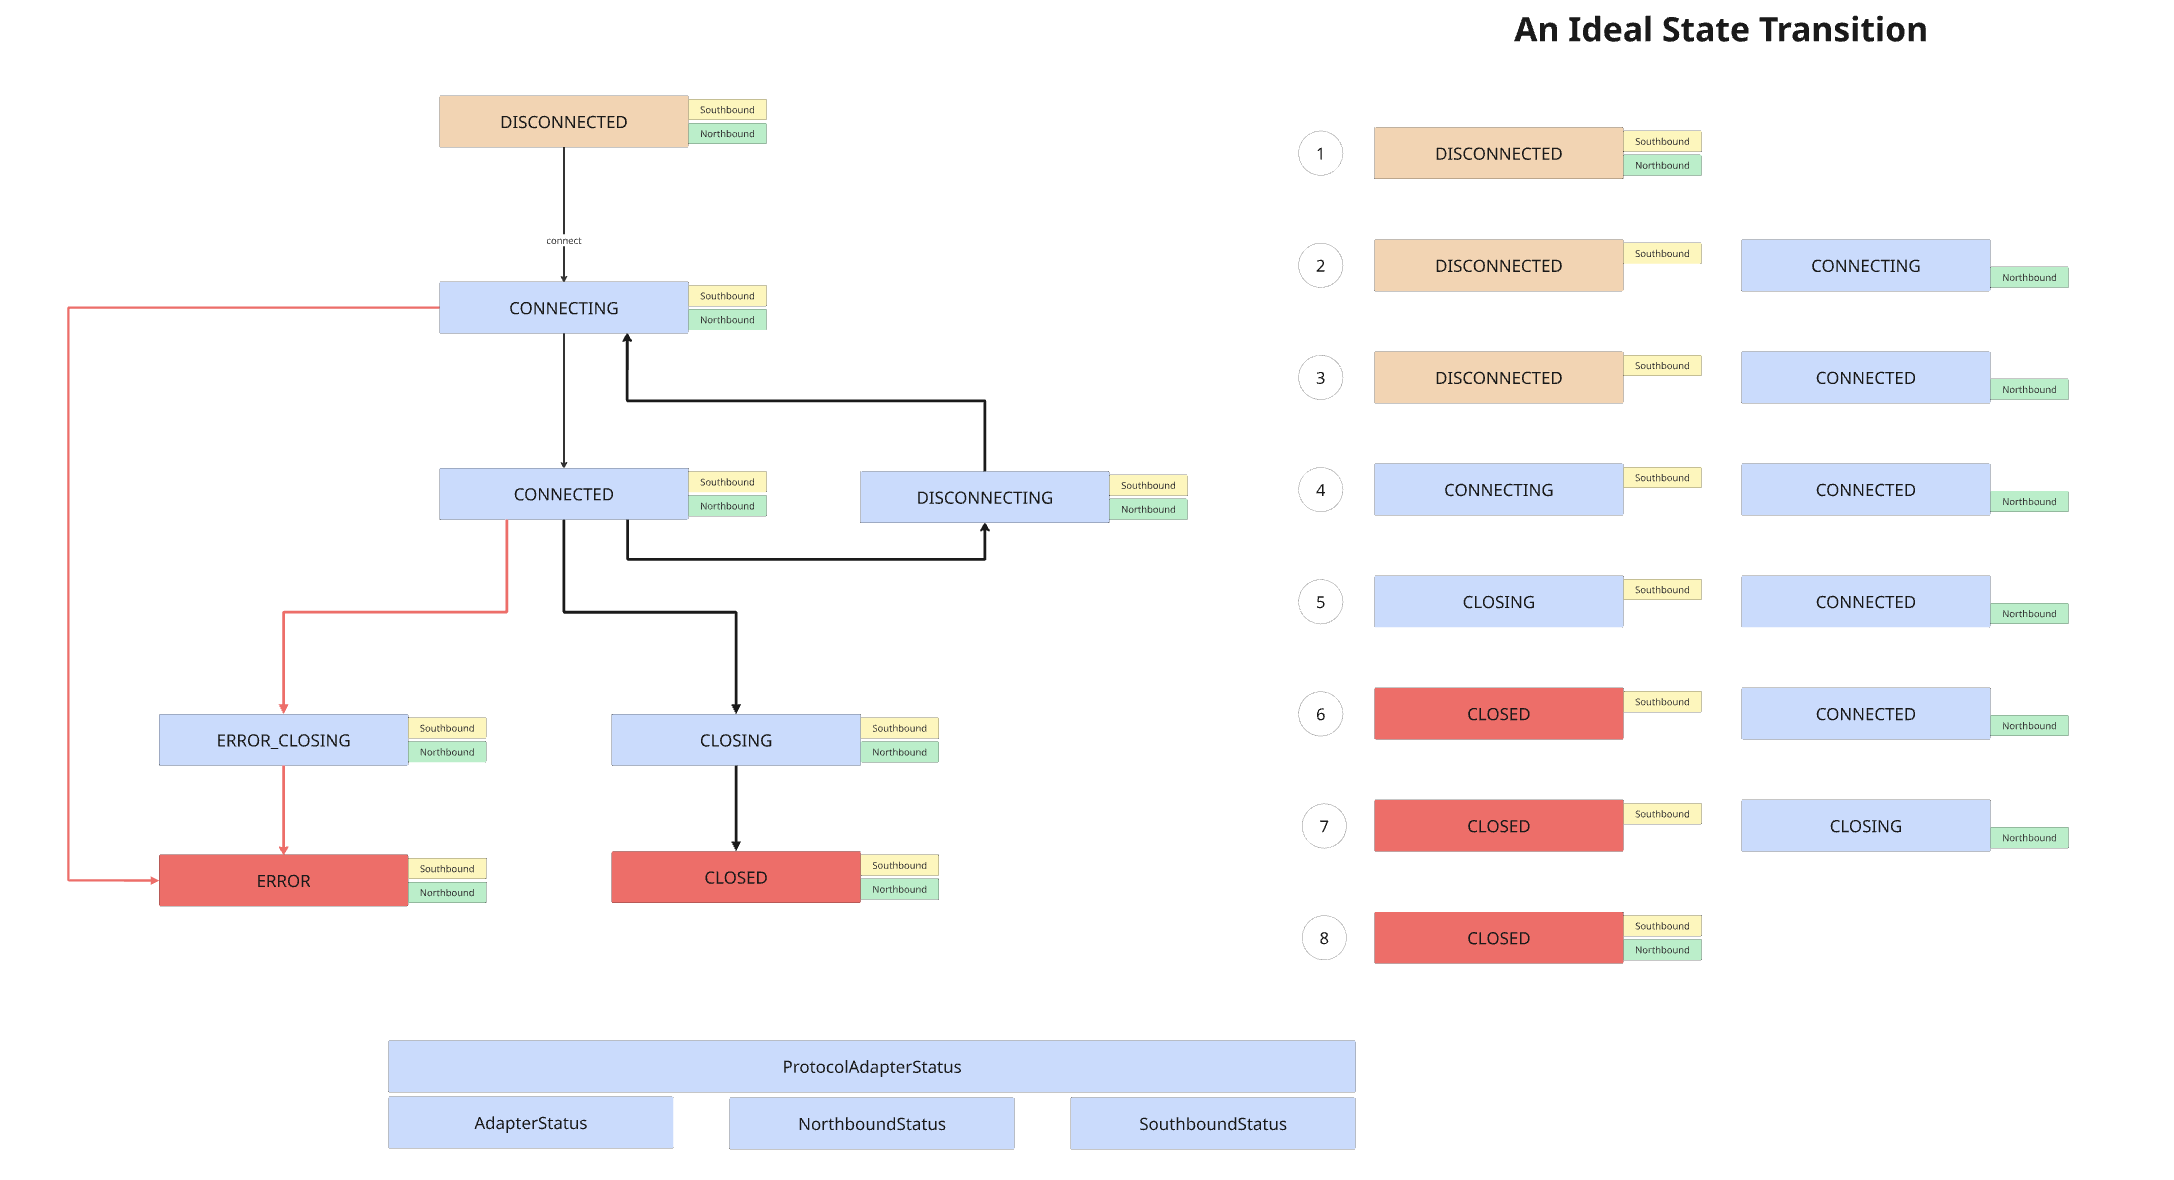 An Ideal State Transition
DISCONNECTED
Southbound
Northbound
connect
CONNECTING
Southbound
Northbound
CONNECTED
Southbound
Northbound
DISCONNECTING
Southbound
Northbound
ERROR_CLOSING
Southbound
Northbound
CLOSING
Southbound
Northbound
ERROR
Southbound
Northbound
CLOSED
Southbound
Northbound
1
DISCONNECTED
Southbound
Northbound
2
DISCONNECTED
Southbound
CONNECTING
Northbound
3
DISCONNECTED
Southbound
CONNECTED
Northbound
4
CONNECTING
Southbound
CONNECTED
Northbound
5
CLOSING
Southbound
CONNECTED
Northbound
6
CLOSED
Southbound
CONNECTED
Northbound
7
CLOSED
Southbound
CLOSING
Northbound
8
CLOSED
Southbound
Northbound
ProtocolAdapterStatus
AdapterStatus
NorthboundStatus
SouthboundStatus